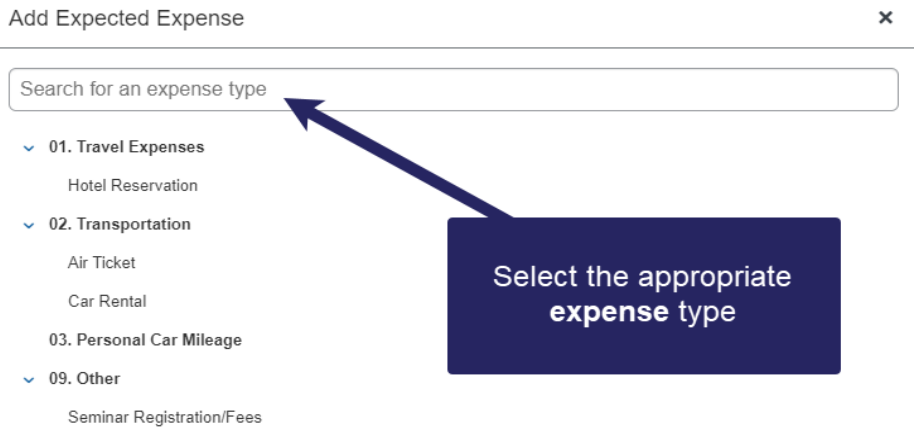 Add Expected Expense
Search for an expense type
01. Travel Expenses
Hotel Reservation
02. Transportation
Air Ticket
Car Rental
03. Personal Car Mileage
09. Other
Seminar Registration/Fees
Select the appropriate
expense type